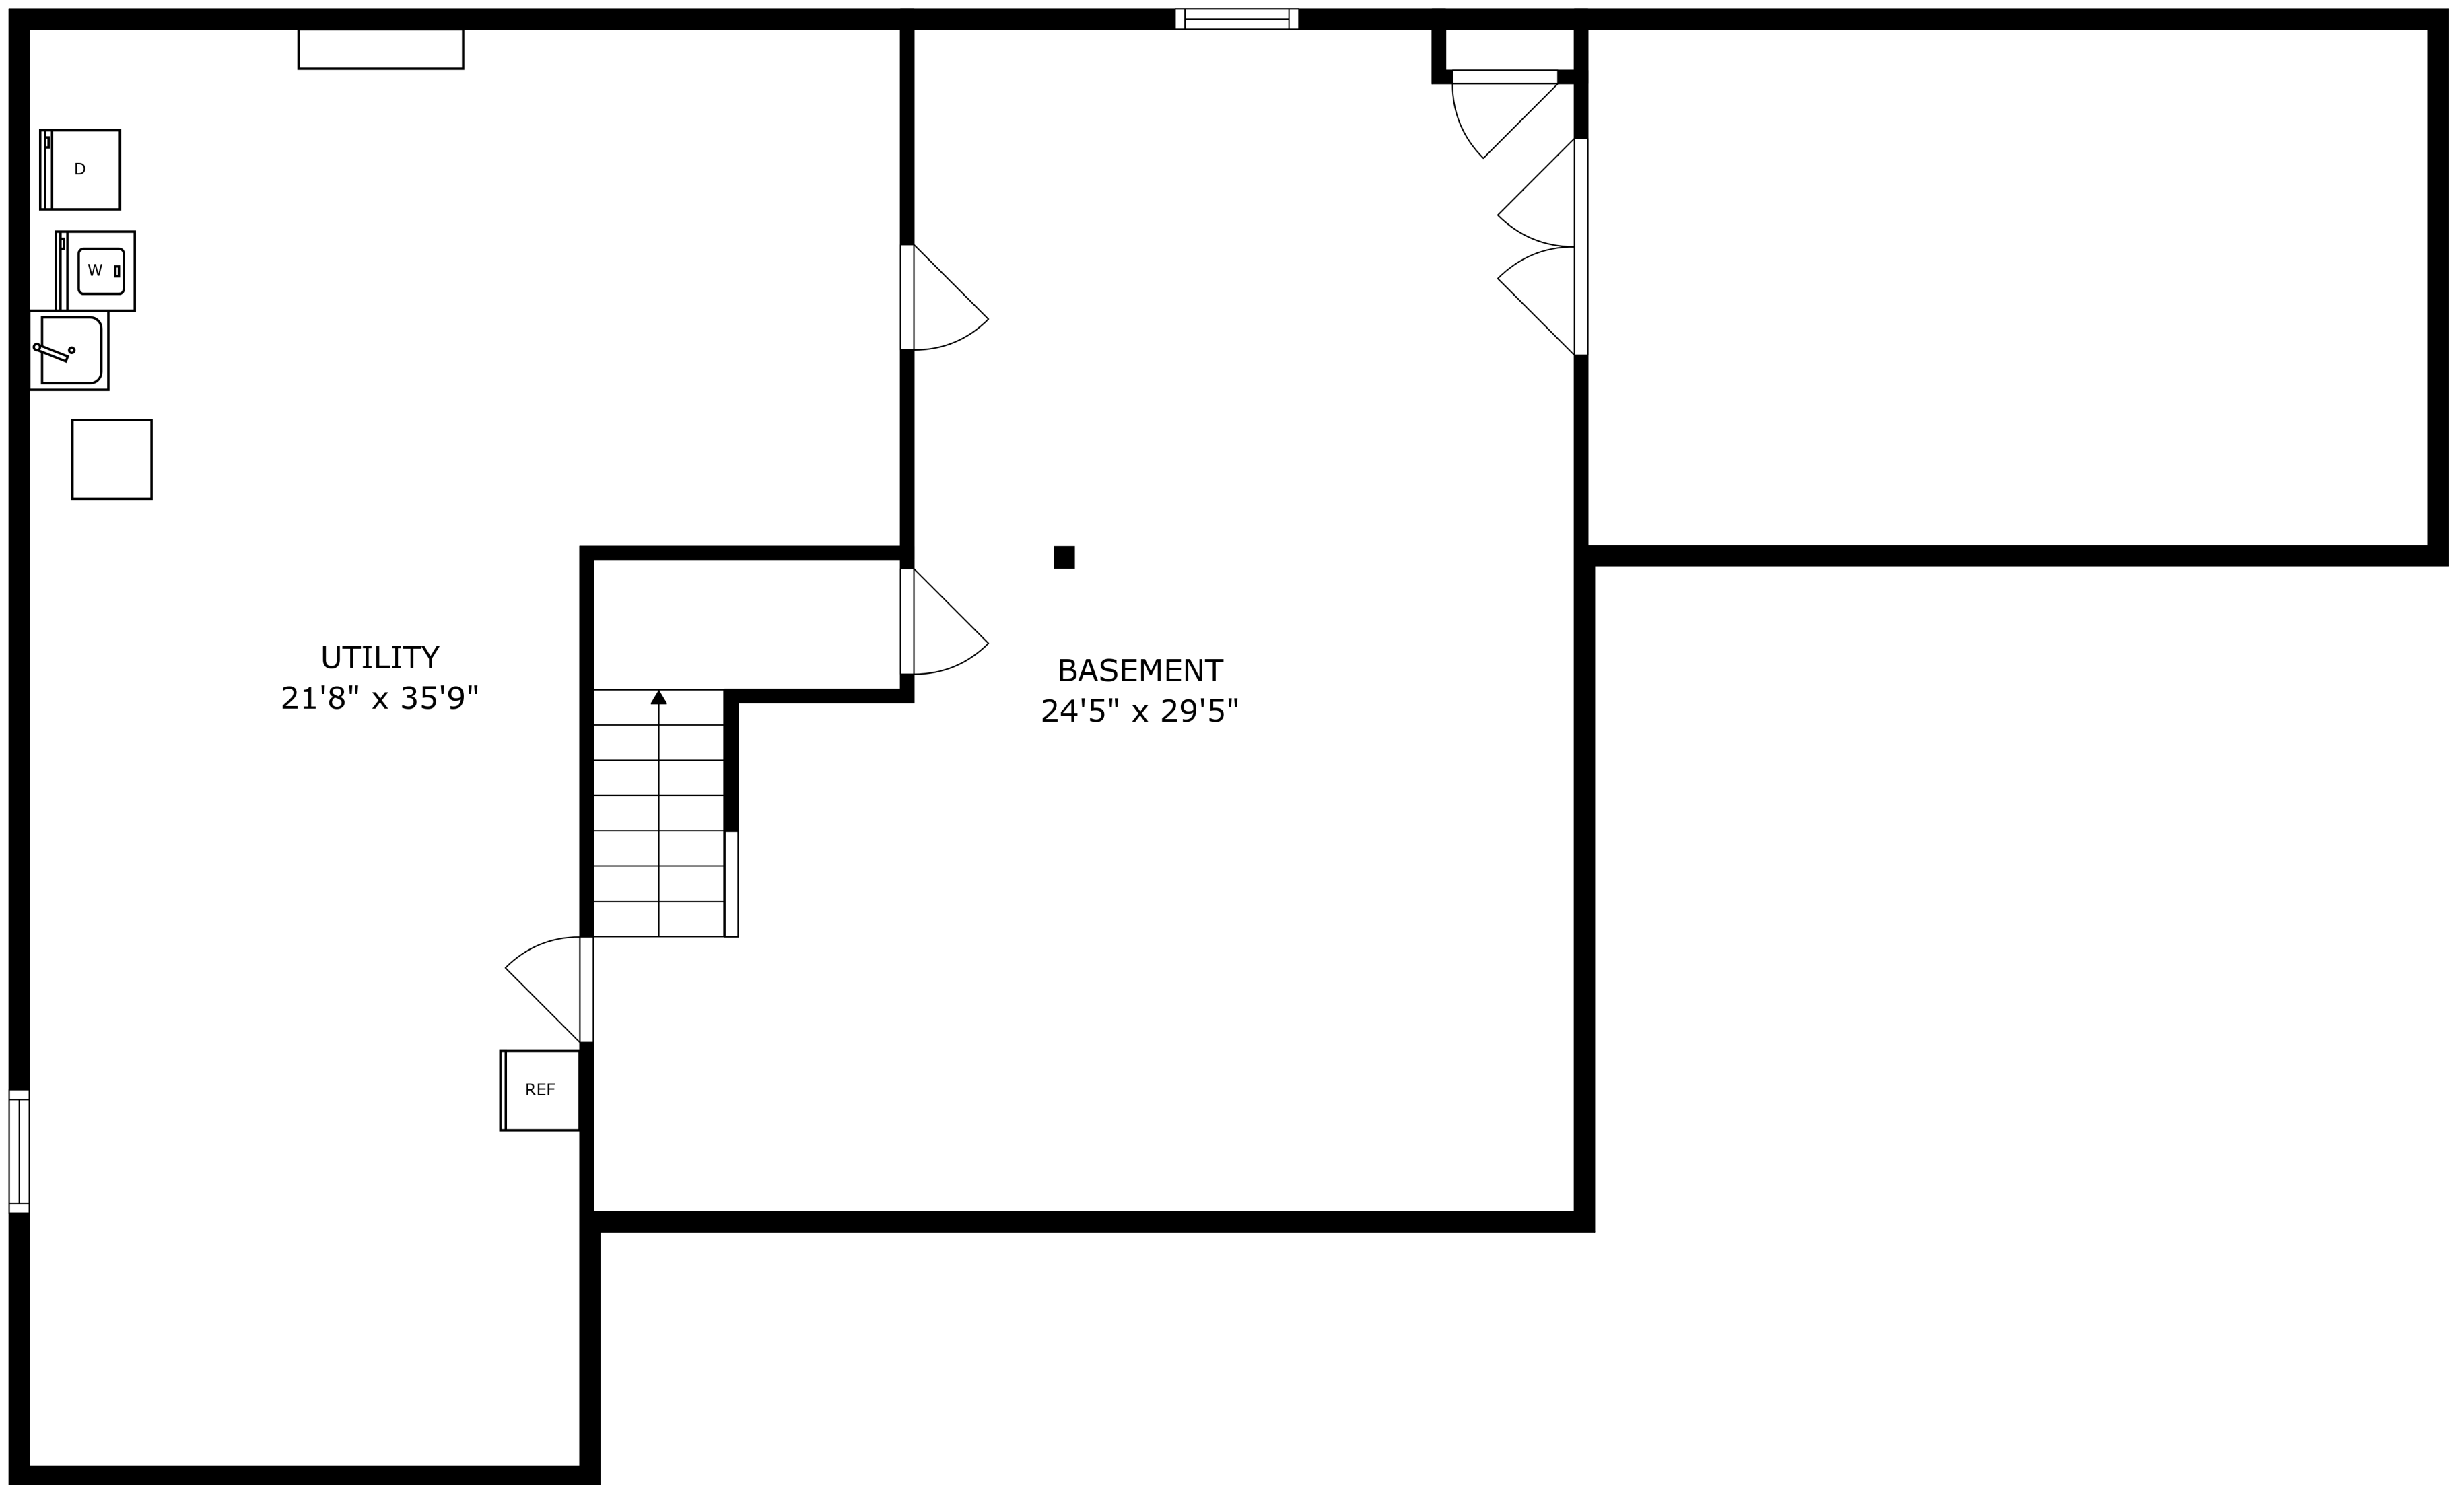 D
W
UTILITY
21'8" x 35'9"
BASEMENT
24'5" x 29'5"
REF